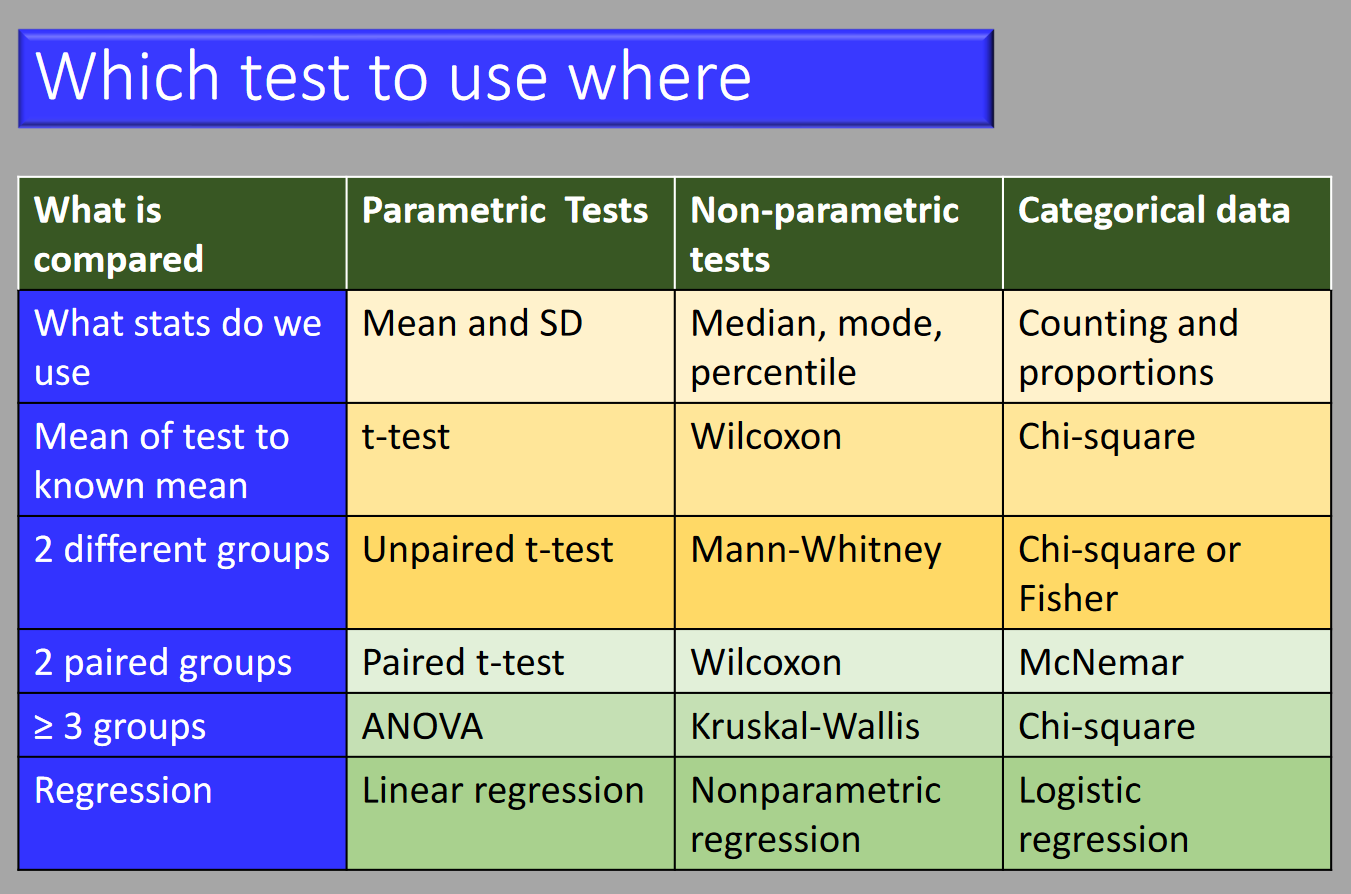 Which test to use where
What is
compared
Parametric  Tests
Non-parametric
tests
Categorical data
What stats do we
use
Mean and SD
Median, mode,
percentile
Counting and
proportions
Mean of test to
known mean
t-test
Wilcoxon
Chi-square
2 different groups
Unpaired t-test
Mann-Whitney
Chi-square or
Fisher
2 paired groups
Paired t-test
Wilcoxon
McNemar
≥ 3 groups
ANOVA
Kruskal-Wallis
Chi-square
Regression
Linear regression
Nonparametric
regression
Logistic
regression